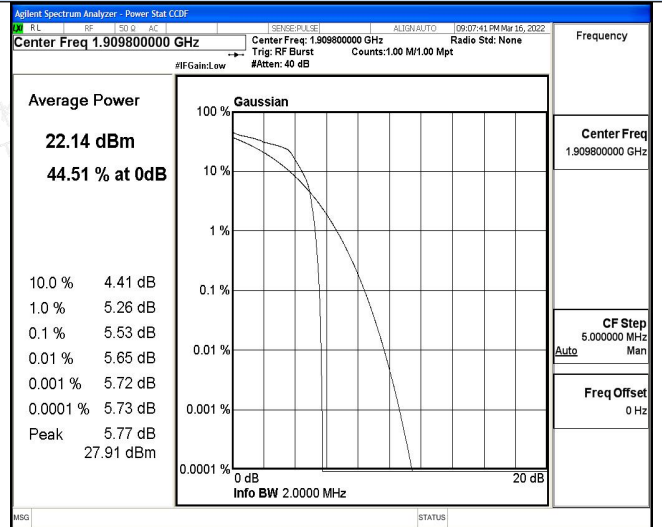 Agilent Spectrum Analyzer - Power Stat CCDF
LXI RL RF 50 Ω AC SENSE:PULSE ALIGN AUTO 09:07:41 PM Mar 16, 2022
Center Freq 1.909800000 GHz
Center Freq: 1.909800000 GHz Radio Std: None
Trig: RF Burst Counts:1.00 M/1.00 Mpt
#IFGain:Low #Atten: 40 dB
Frequency
Average Power
22.14 dBm
44.51 % at 0dB
10.0 % 4.41 dB
1.0 % 5.26 dB
0.1 % 5.53 dB
0.01 % 5.65 dB
0.001 % 5.72 dB
0.0001 % 5.73 dB
Peak 5.77 dB
27.91 dBm
Gaussian
100 %
10 %
1 %
0.1 %
0.01 %
0.001 %
0.0001 %
0 dB 20 dB
Info BW 2.0000 MHz
Center Freq
1.909800000 GHz
CF Step
5.000000 MHz
Auto Man
Freq Offset
0 Hz
MSG STATUS